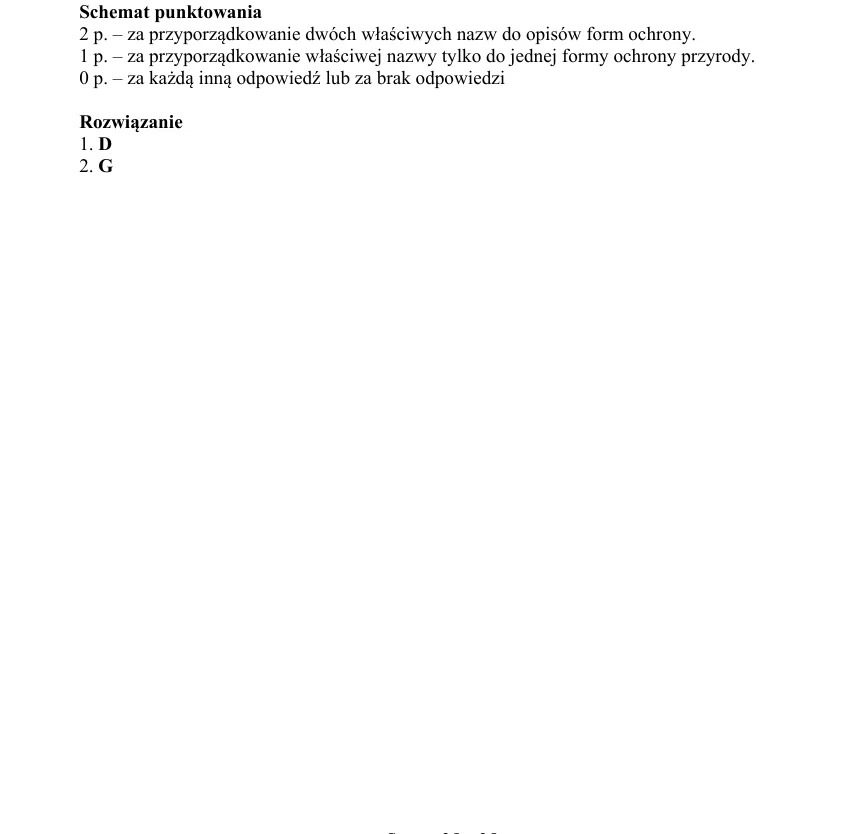 Schemat punktowania
2 p. – za przyporządkowanie dwóch właściwych nazw do opisów form ochrony.
1 p. – za przyporządkowanie właściwej nazwy tylko do jednej formy ochrony przyrody.
0 p. – za każdą inną odpowiedź lub za brak odpowiedzi
Rozwiązanie
1. D
2. G